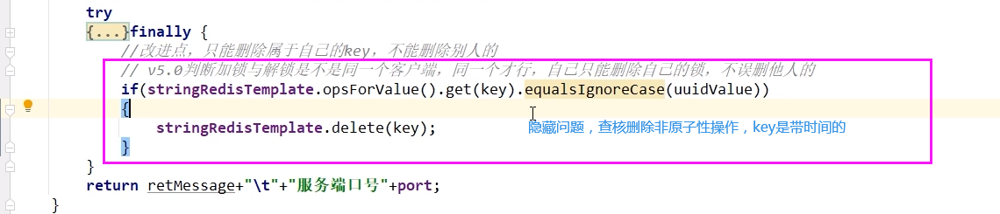 try
{...}finally {
//改进点，只能删除属于自己的key，不能删除别人的
// v5.0判断加锁与解锁是不是同一个客户端，同一个才行，自己只能删除自己的锁，不误删他人的
if(stringRedisTemplate.opsForValue().get(key).equalsIgnoreCase(uuidValue))
{
stringRedisTemplate.delete(key);
隐藏问题，查核删除非原子性操作，key是带时间的
}
}
return retMessage+"\t"+"服务端口号"+port;
}